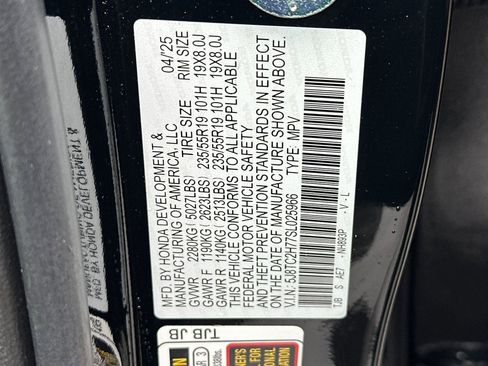 MFD. BY HONDA DEVELOPMENT & 04/25
MANUFACTURING OF AMERICA, LLC
TIRE SIZE RIM SIZE
GVWR 2280KG( 5027LBS)
GAWR F 1190KG( 2623LBS) 235/55R19 101H 19X8.0J
GAWR R 1140KG( 2513LBS) 235/55R19 101H 19X8.0J
THIS VEHICLE CONFORMS TO ALL APPLICABLE
FEDERAL MOTOR VEHICLE SAFETY
AND THEFT PREVENTION STANDARDS IN EFFECT
ON THE DATE OF MANUFACTURE SHOWN ABOVE.
V.I.N.: 5J8TC2H77SL025966 TYPE: MPV
TJB S AE7 - NH893P - V - L
TJB JB